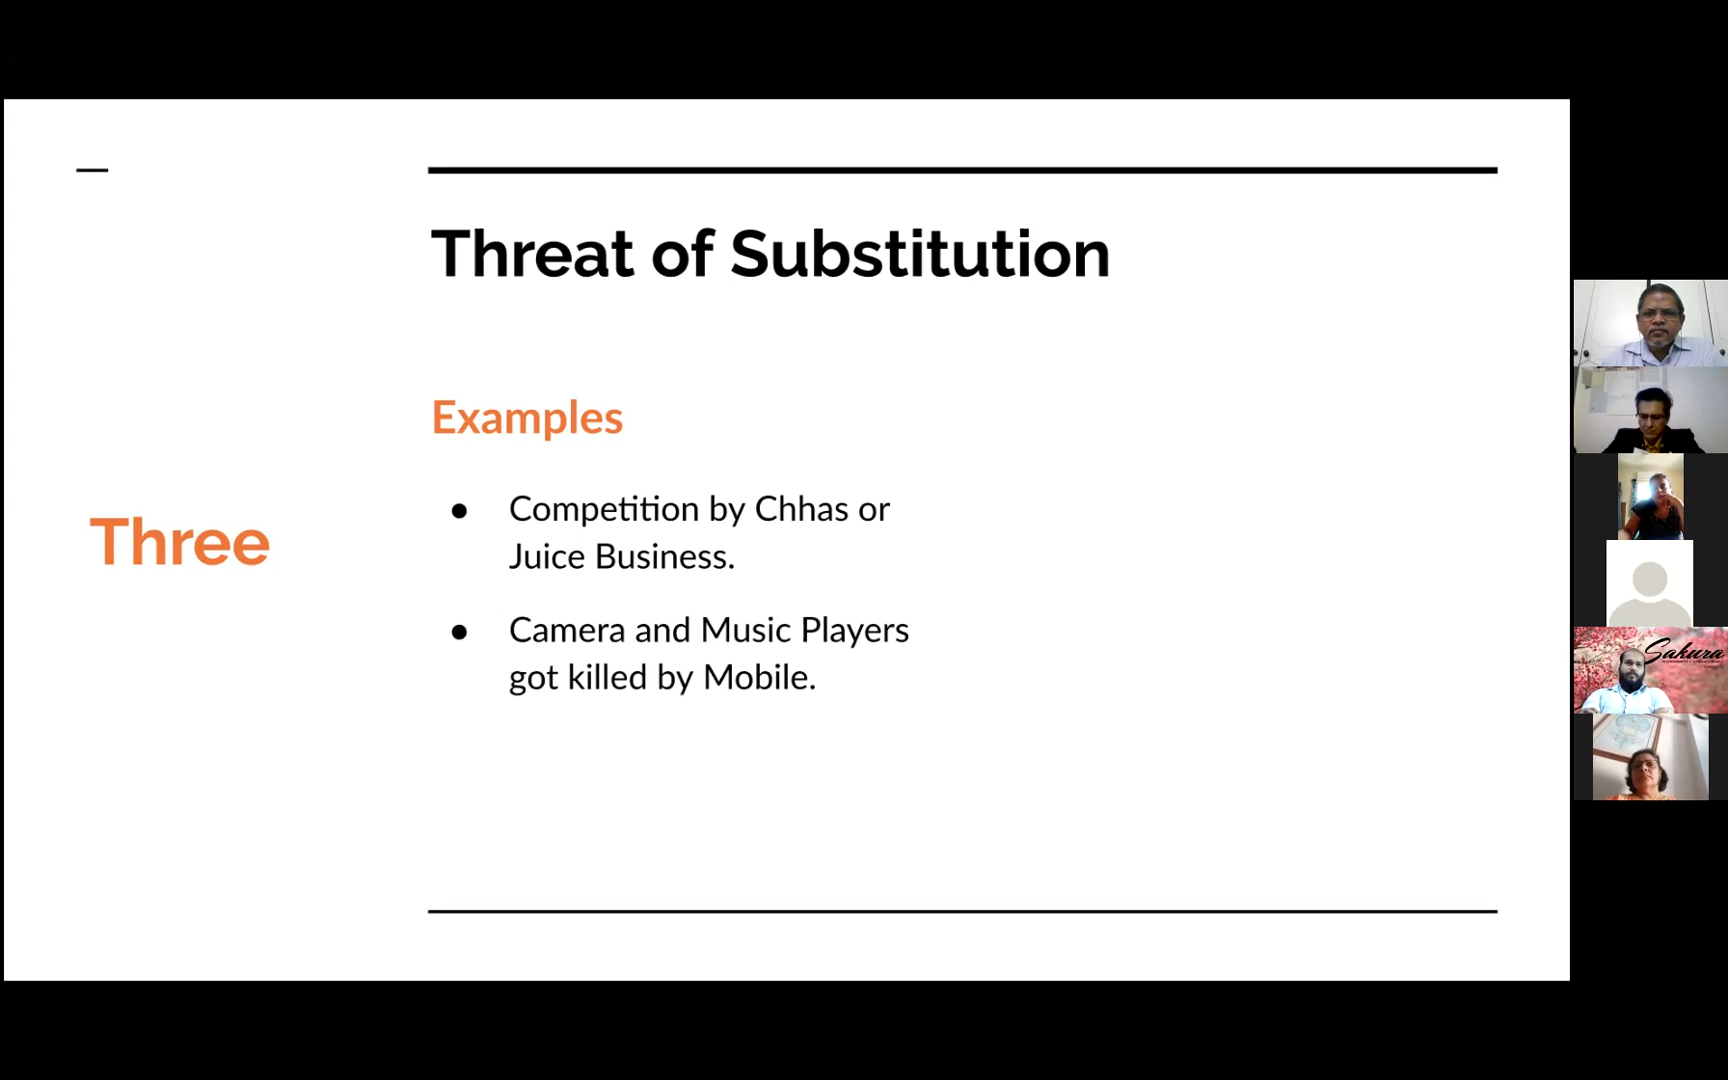 Threat of Substitution
Examples
Three
● Competition by Chhas or
Juice Business.
● Camera and Music Players
got killed by Mobile.
Sakura